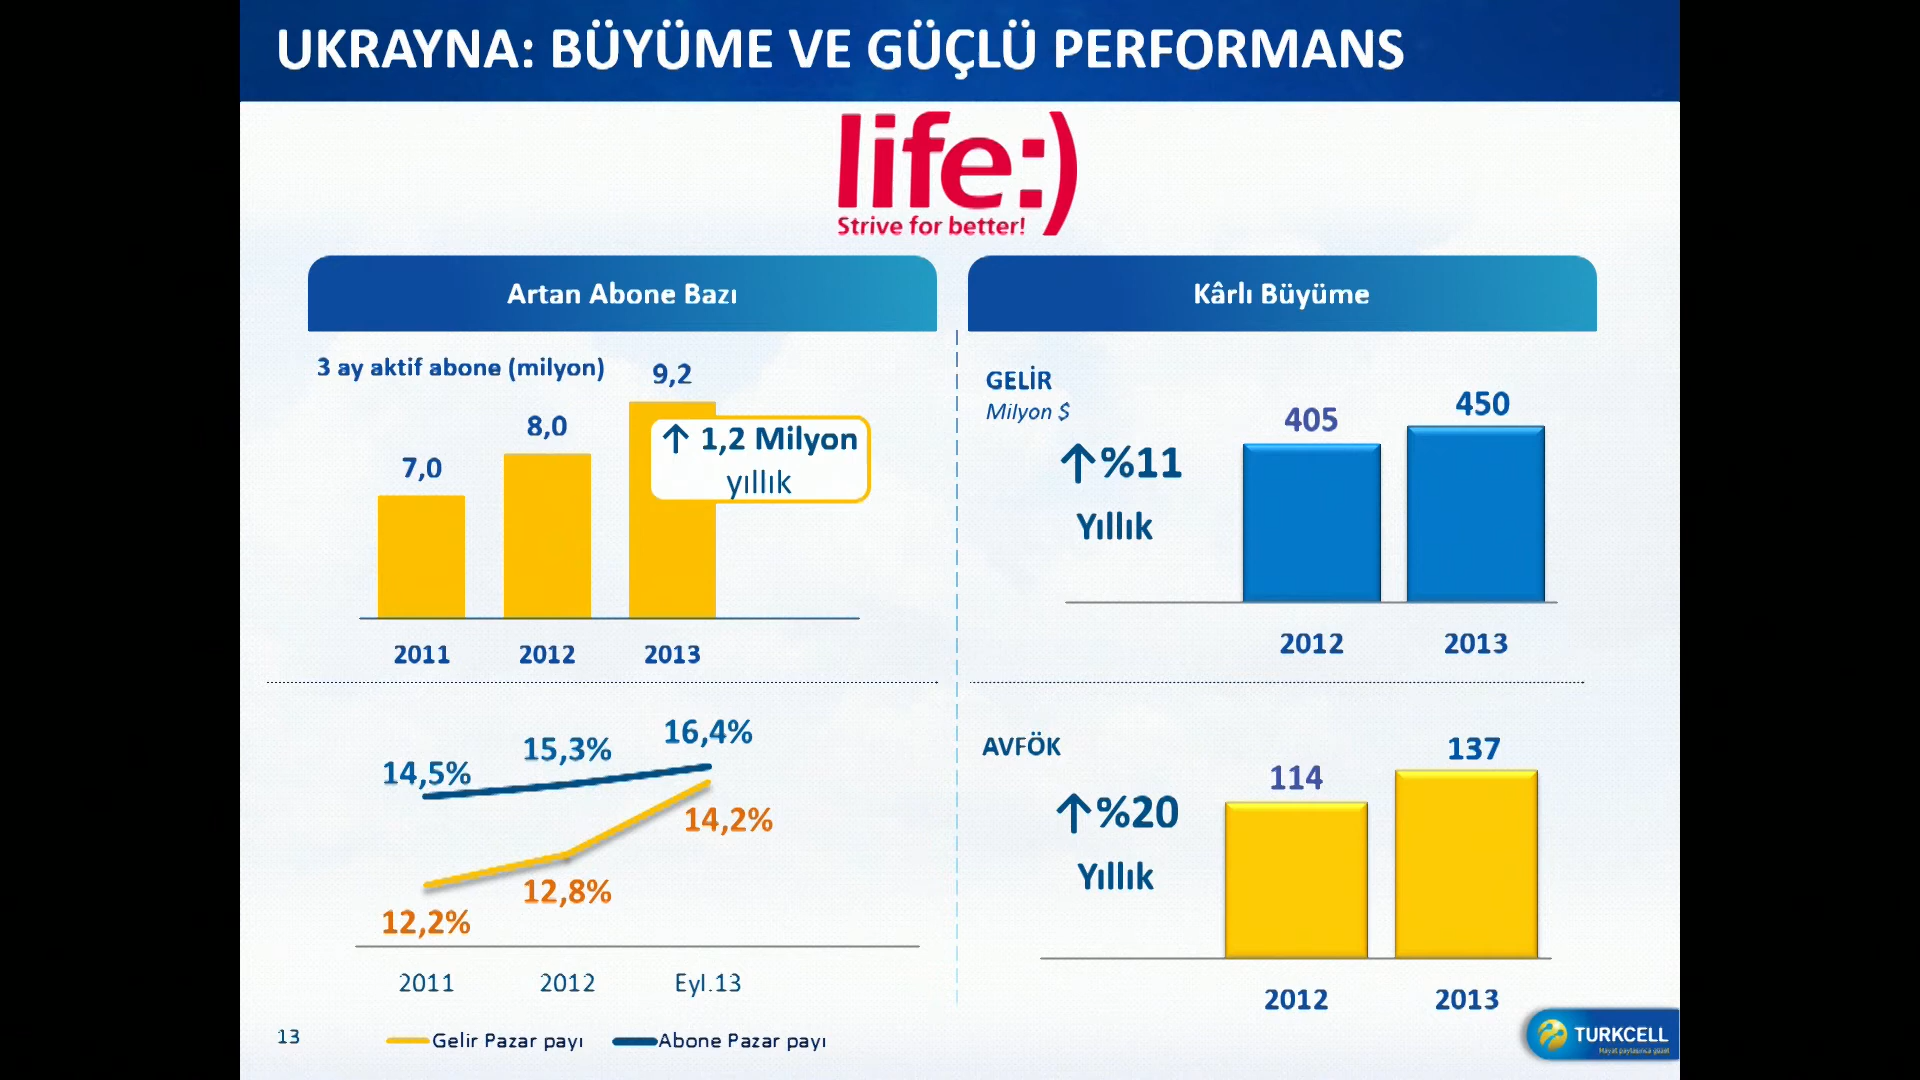 UKRAYNA: BÜYÜME VE GÜÇLÜ PERFORMANS
life:)
Strive for better!
Artan Abone Bazı
3 ay aktif abone (milyon)
7,0
8,0
9,2
↑ 1,2 Milyon
yıllık
2011
2012
2013
14,5%
15,3%
16,4%
12,2%
12,8%
14,2%
2011
2012
Eyl.13
Gelir Pazar payı
Abone Pazar payı
Kârlı Büyüme
GELİR
Milyon $
↑%11
Yıllık
405
450
2012
2013
AVFÖK
↑%20
Yıllık
114
137
2012
2013
13
TURKCELL
Hayat paylaşınca güzel